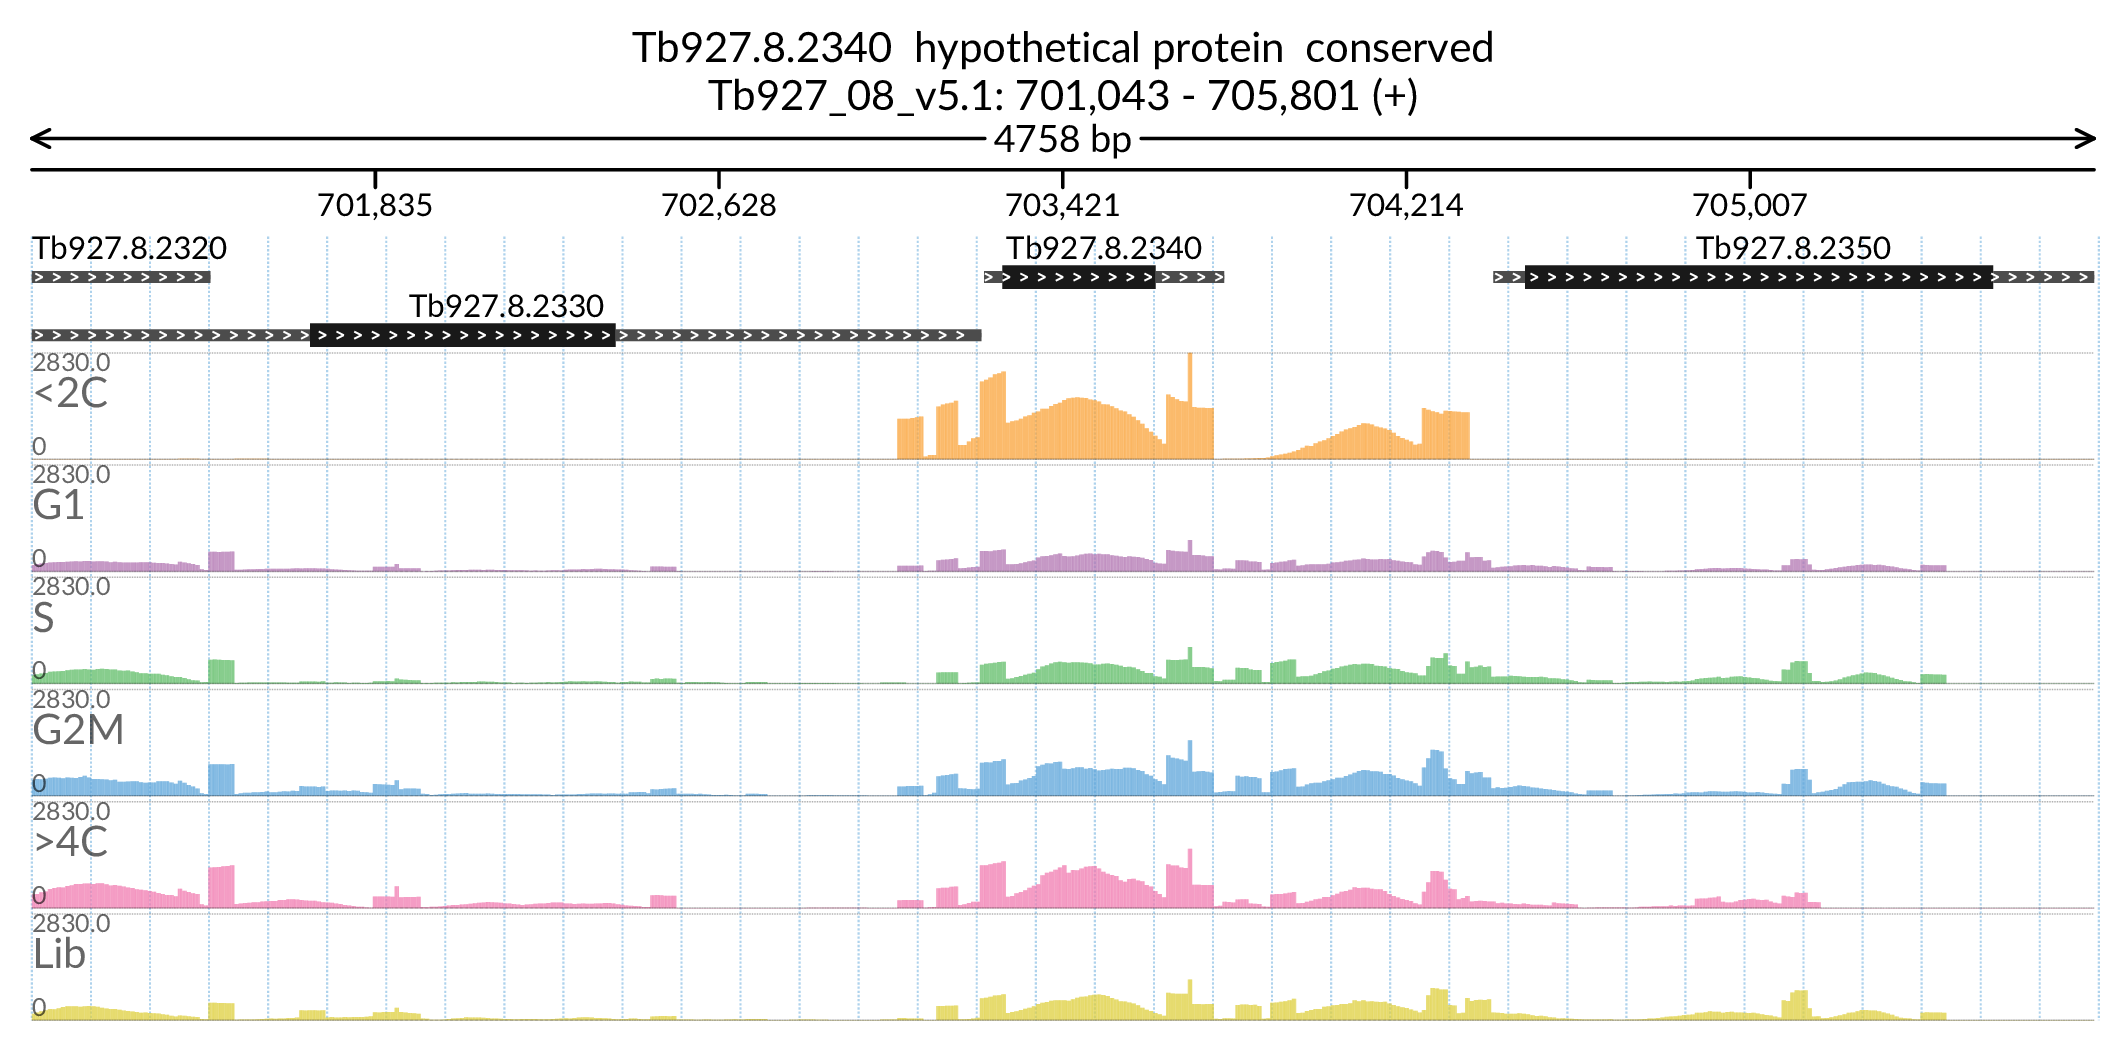 Tb927.8.2340  hypothetical protein  conserved
Tb927_08_v5.1: 701,043 - 705,801 (+)
4758 bp
701,835 702,628 703,421 704,214 705,007
Tb927.8.2320 Tb927.8.2340 Tb927.8.2350
Tb927.8.2330
2830.0
<2C
0
2830.0
G1
0
2830.0
S
0
2830.0
G2M
0
2830.0
>4C
0
2830.0
Lib
0